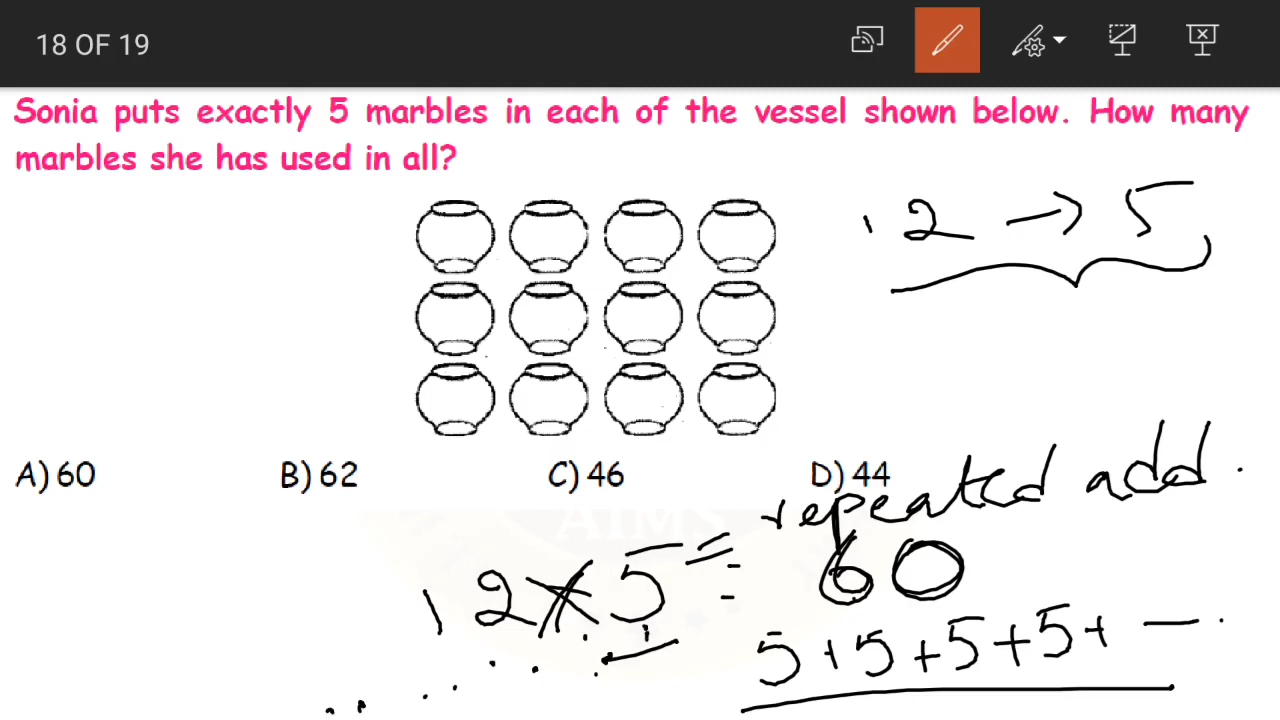 18 OF 19
Sonia puts exactly 5 marbles in each of the vessel shown below. How many
marbles she has used in all?
12 → 5
A) 60 B) 62 C) 46 D) 44
repeated add.
12 × 5 = 60
5 + 5 + 5 + 5 + — .
AIMS